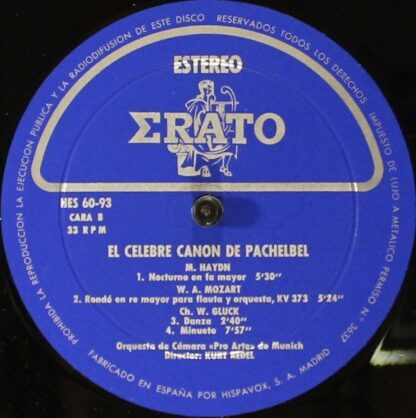 PROHIBIDA LA REPRODUCCION LA EJECUCION PUBLICA Y LA RADIODIFUSION DE ESTE DISCO RESERVADOS TODOS LOS DERECHOS IMPUESTO DE LUJO A METALICO PERMISO Nº 3637
ESTEREO
ΣRATO
HES 60-93
CARA B
33 RPM
EL CELEBRE CANON DE PACHELBEL
M. HAYDN
1. Nocturno en fa mayor 5'30''
W. A. MOZART
2. Rondó en re mayor para flauta y orquesta, KV 373 5'24''
Ch. W. GLUCK
3. Danza 2'40''
4. Minueto 7'57''
Orquesta de Cámara «Pro Arte» de Munich
Director: KURT REDEL
FABRICADO EN ESPAÑA POR HISPAVOX, S. A. MADRID